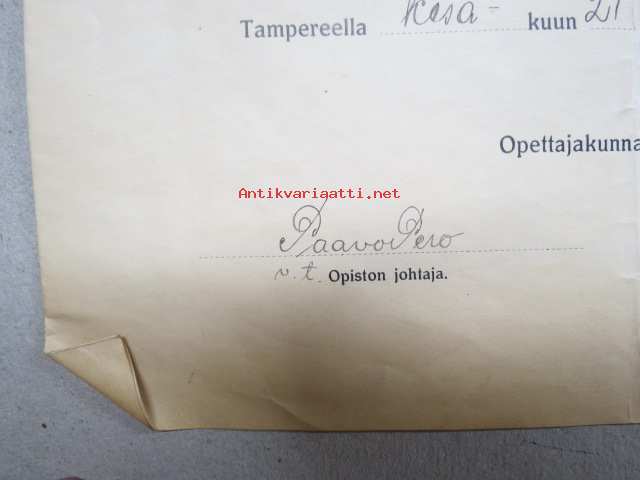 Tampereella Kesä- kuun 21
Opettajakunna
Antikvariaatti.net
Paavo Pero
v.t. Opiston johtaja.